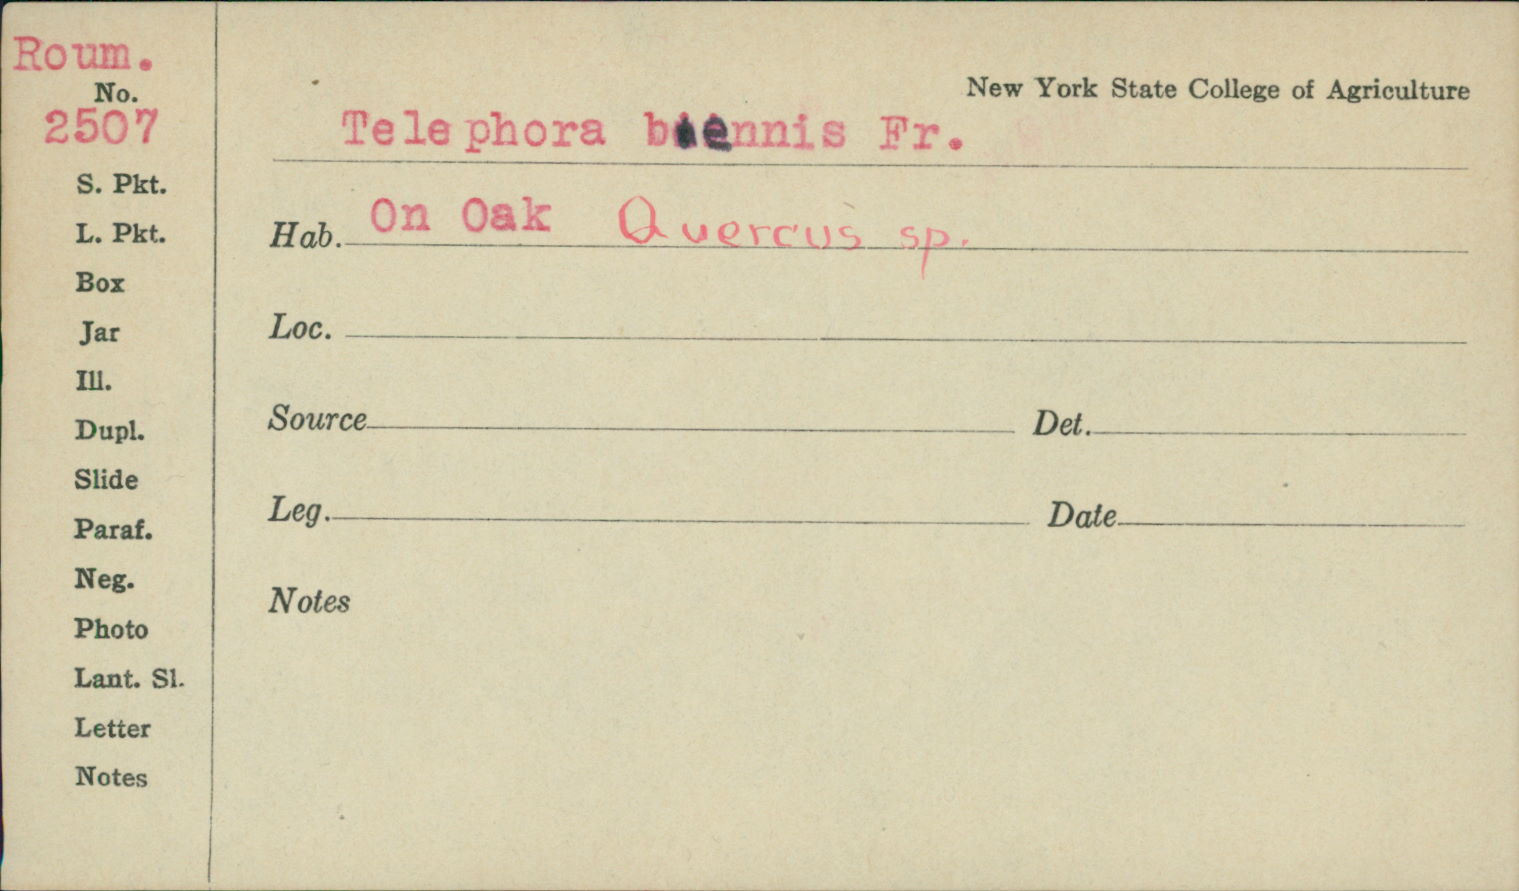 Roum.
No.
2507
S. Pkt.
L. Pkt.
Box
Jar
Ill.
Dupl.
Slide
Paraf.
Neg.
Photo
Lant. Sl.
Letter
Notes
New York State College of Agriculture
Telephora biennis Fr.
Hab. On Oak Quercus sp.
Loc.
Source Det.
Leg. Date
Notes